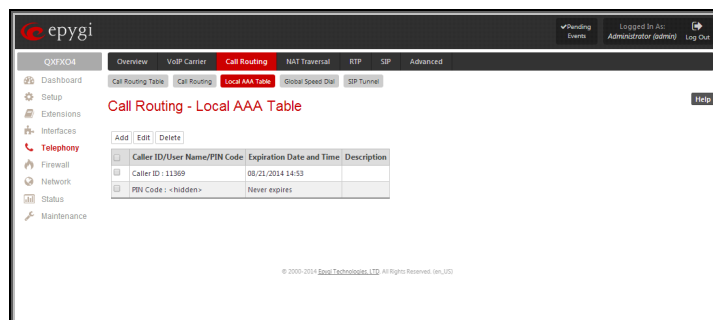 epygi
✔Pending Events
Logged In As:
Administrator (admin)
Log Out
QXFXO4
Overview VoIP Carrier Call Routing NAT Traversal RTP SIP Advanced
Dashboard
Setup
Extensions
Interfaces
Telephony
Firewall
Network
Status
Maintenance
Call Routing Table Call Routing Local AAA Table Global Speed Dial SIP Tunnel
Help
Call Routing - Local AAA Table
Add Edit Delete
Caller ID/User Name/PIN Code Expiration Date and Time Description
Caller ID : 11369 08/21/2014 14:53
PIN Code : <hidden> Never expires
© 2000-2014 Epygi Technologies, LTD. All Rights Reserved. (en_US)